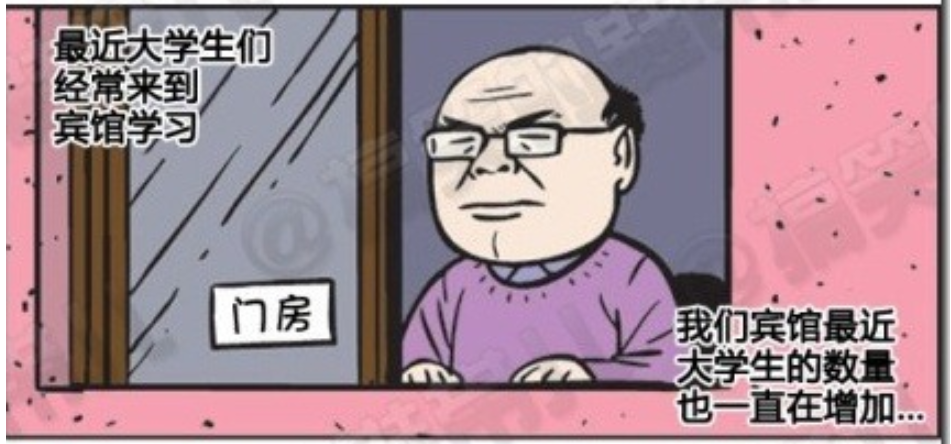 最近大学生们
经常来到
宾馆学习
门房
我们宾馆最近
大学生的数量
也一直在增加...